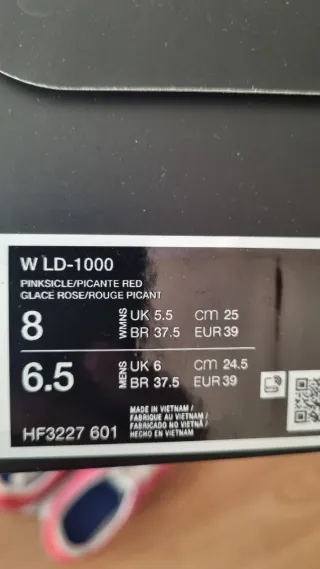 W LD-1000
PINKSICLE/PICANTE RED
GLACE ROSE/ROUGE PICANT
8 WMNS UK 5.5 cm 25
BR 37.5 EUR 39
6.5 MENS UK 6 cm 24.5
BR 37.5 EUR 39
MADE IN VIETNAM /
FABRIQUE AU VIETNAM /
FABRICADO NO VIETNÃ /
HECHO EN VIETNAM
HF3227 601